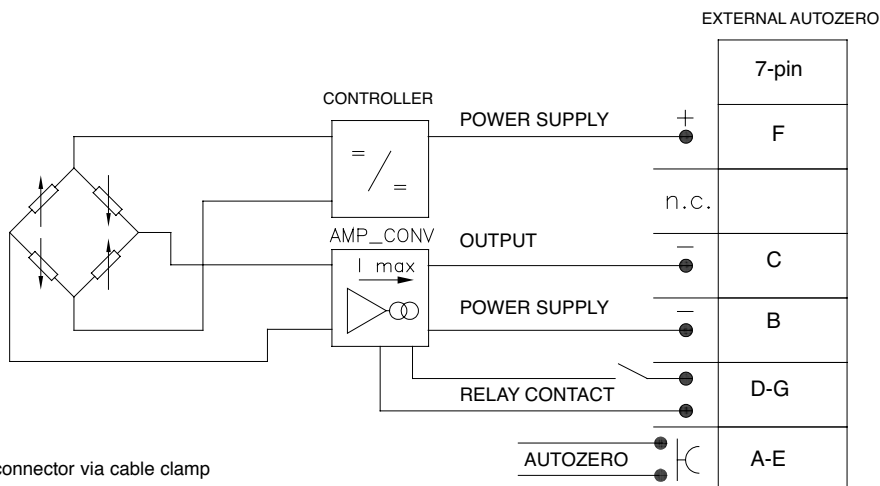 EXTERNAL AUTOZERO
7-pin
CONTROLLER
POWER SUPPLY
+
F
=
/
=
n.c.
AMP_CONV
OUTPUT
–
C
I max
POWER SUPPLY
–
B
RELAY CONTACT
D-G
AUTOZERO
A-E
connector via cable clamp